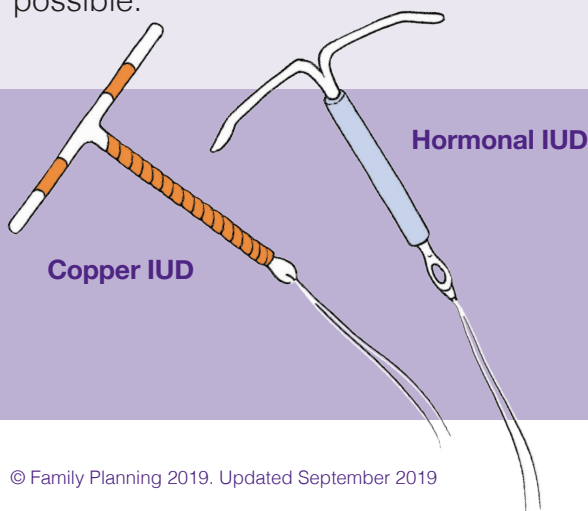 possible.
Hormonal IUD
Copper IUD
© Family Planning 2019. Updated September 2019